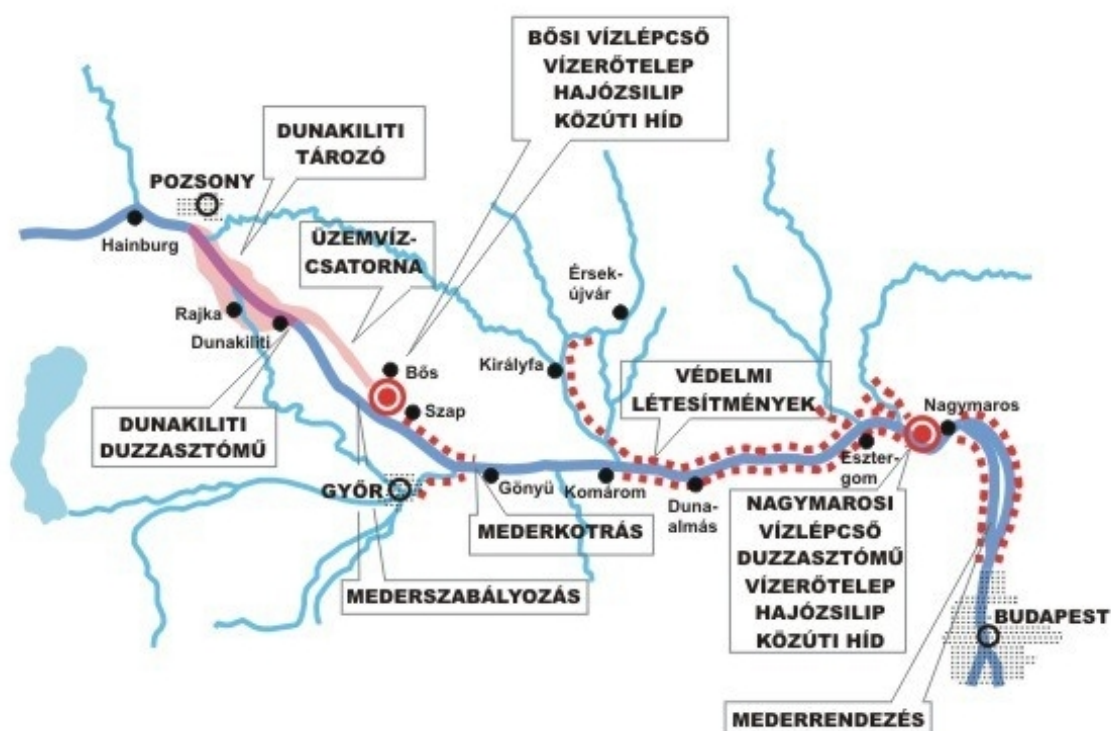 BŐSI VÍZLÉPCSŐ
VÍZERŐTELEP
HAJÓZSILIP
KÖZÚTI HÍD
DUNAKILITI
TÁROZÓ
POZSONY
Hainburg
ÜZEMVÍZ-
CSATORNA
Érsek-
újvár
Rajka
Dunakiliti
Bős
Királyfa
Szap
VÉDELMI
LÉTESÍTMÉNYEK
Nagymaros
DUNAKILITI
DUZZASTÓMŰ
Eszter-
gom
GYŐR
Gönyü
Komárom
Duna-
almás
MEDERKOTRÁS
NAGYMAROSI
VÍZLÉPCSŐ
DUZZASTÓMŰ
VÍZERŐTELEP
HAJÓZSILIP
KÖZÚTI HÍD
MEDERSZABÁLYOZÁS
BUDAPEST
MEDERRENDEZÉS